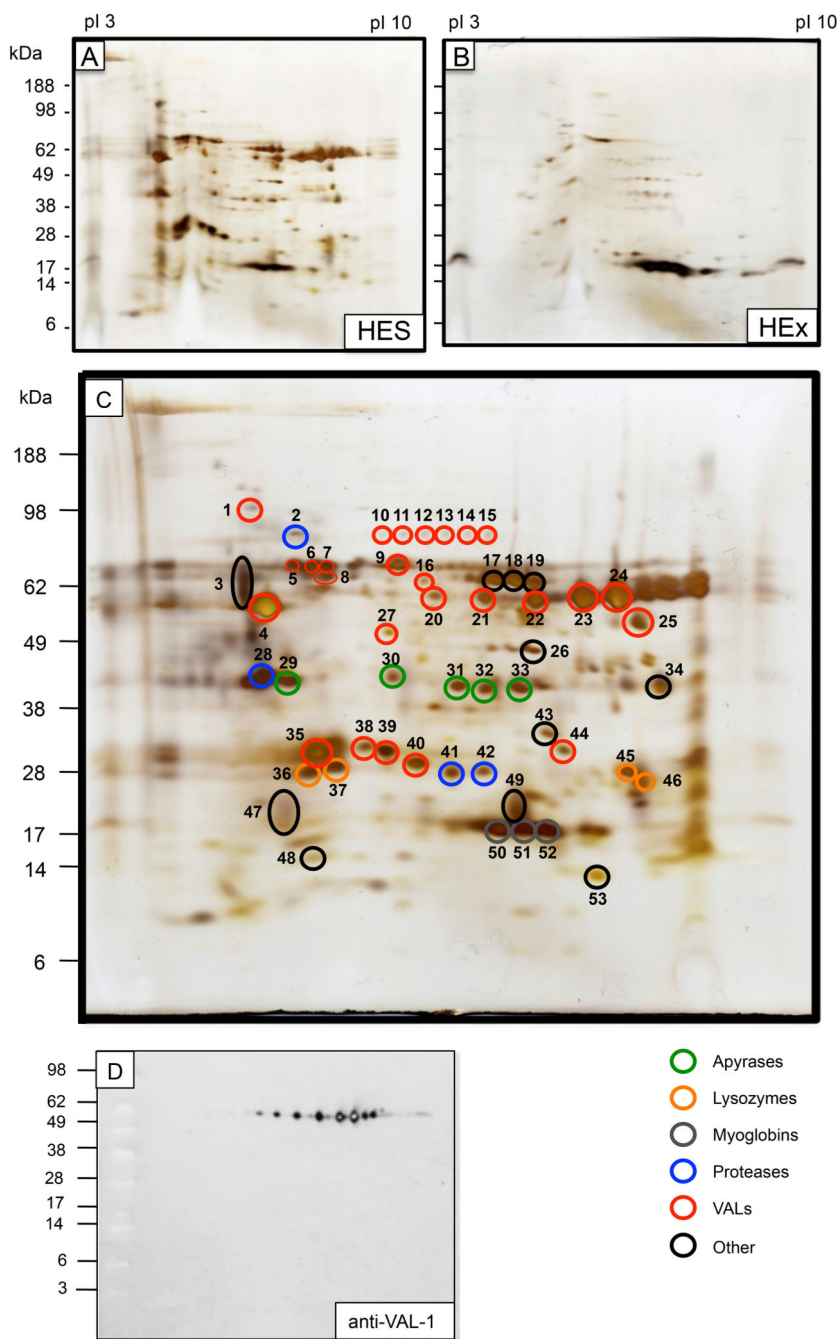 pI 3 pI 10 pI 3 pI 10
kDa A B
188
98
62
49
38
28
17
14
6
HES HEx
kDa C
188
98
62
49
38
28
17
14
6
1 2
10 11 12 13 14 15
3 5 6 7 8 9 16 17 18 19
4 20 21 22 23 24 25
27 26
28 29 30 31 32 33 34
35 38 39 40 43 44
36 37 41 42 45 46
47 49
48 50 51 52
53
D
98
62
49
38
28
17
14
6
3
anti-VAL-1
Apyrases
Lysozymes
Myoglobins
Proteases
VALs
Other